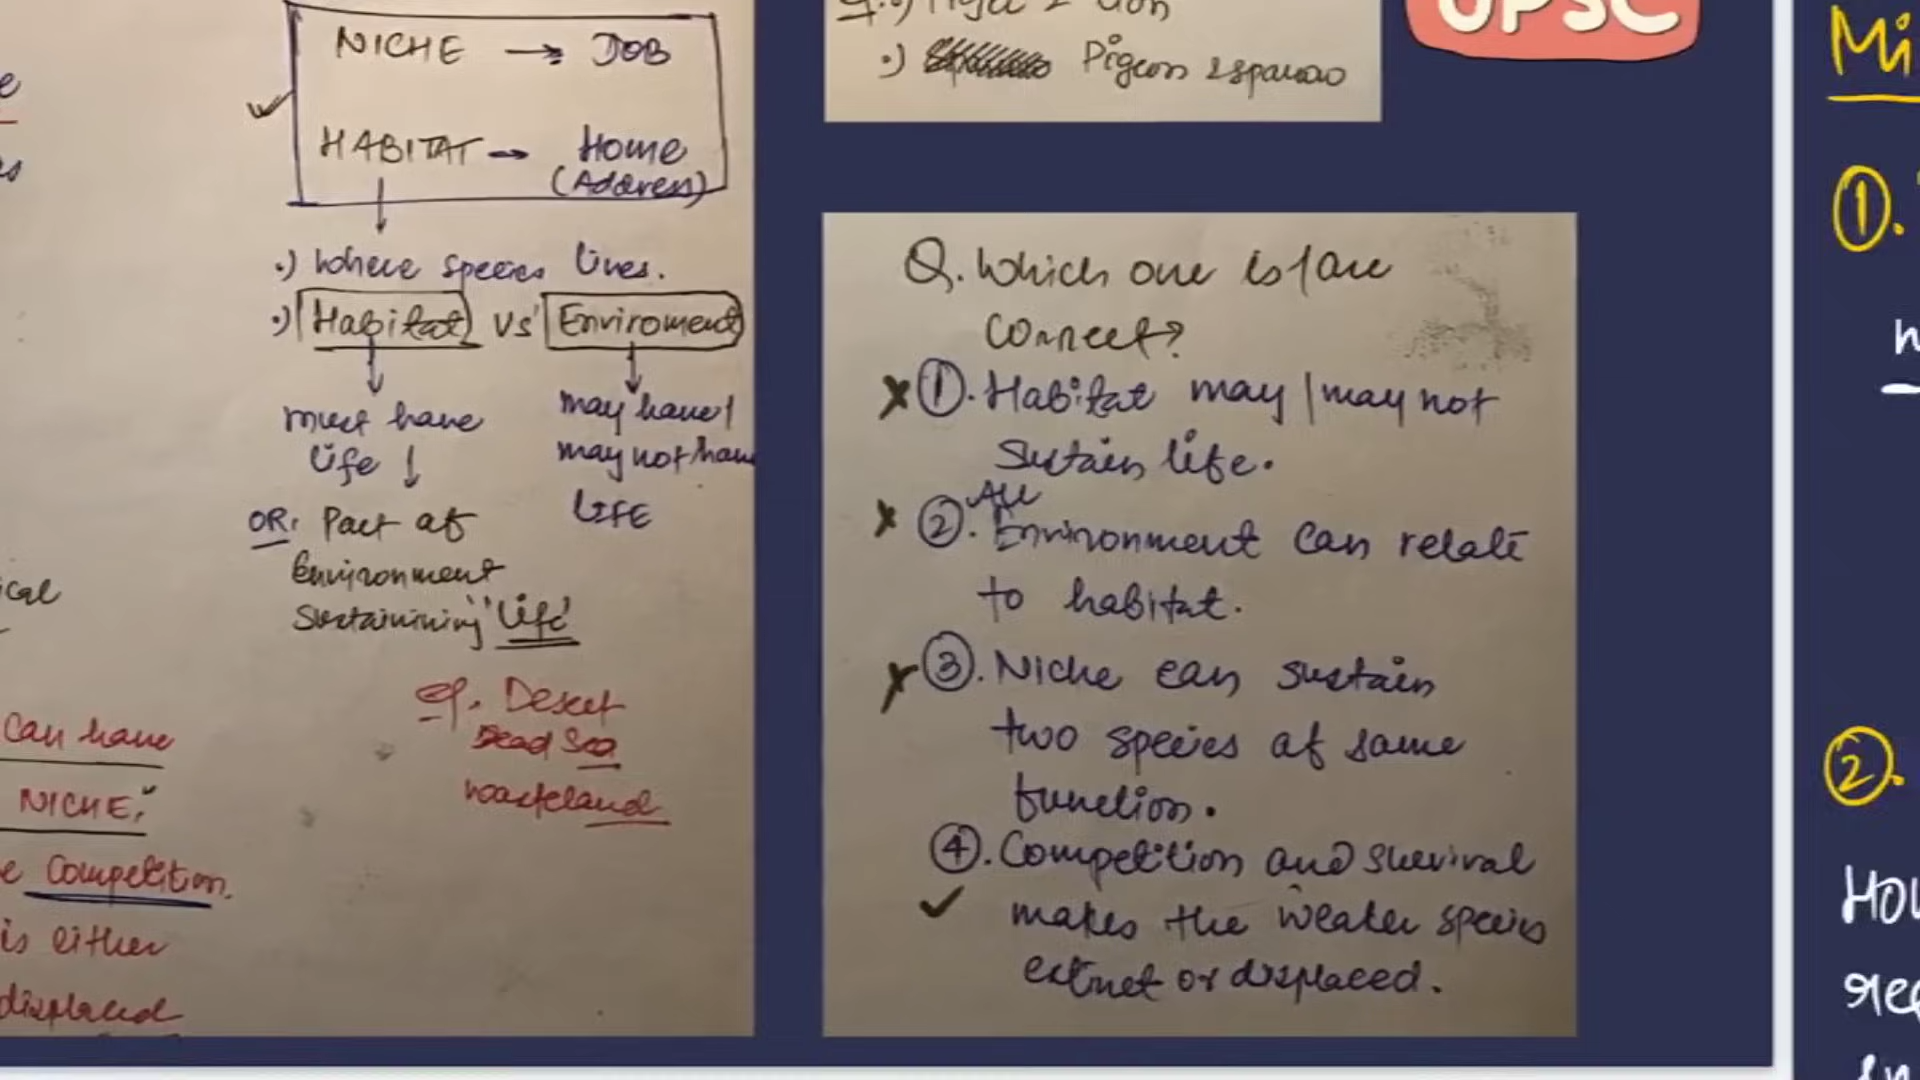 NICHE → JOB
HABITAT → Home
(Address)
.) where species lives.
.) Habitat vs Enviroment
must have
life ↓
may have/
may not have
LIFE
OR: Part of
Environment
Sustaining 'Life'
eg. Desert
Dead Sea
wasteland
e
ical
can have
NICHE."
e Competition.
is either
displaced
.) Pigeon
UPSC
Q. Which one is/are
correct?
x ①. Habitat may/may not
sustain life.
x ②. All Environment can relate
to habitat.
x ③. Niche can sustain
two species of same
function.
④. Competition and survival
✓ makes the weaker species
extinct or displaced.
Mi
①.
②.